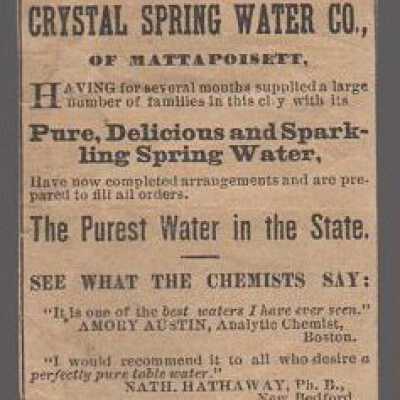 CRYSTAL SPRING WATER CO.,
OF MATTAPOISETT,
HAVING for several months supplied a large
number of families in this ci y with its
Pure, Delicious and Spark-
ling Spring Water,
Have now completed arrangements and are pre-
pared to fill all orders.
The Purest Water in the State.
SEE WHAT THE CHEMISTS SAY:
"It is one of the best waters I have ever seen."
AMORY AUSTIN, Analytic Chemist,
Boston.
"I would recommend it to all who desire a
perfectly pure table water."
NATH. HATHAWAY, Ph. B.,
New Bedford